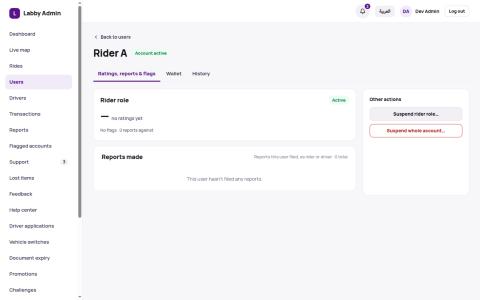 L Labby Admin
2
العربية
DA Dev Admin
Log out
Dashboard
Live map
Rides
Users
Drivers
Transactions
Reports
Flagged accounts
Support 3
Lost items
Feedback
Help center
Driver applications
Vehicle switches
Document expiry
Promotions
Challenges
Back to users
Rider A Account active
Ratings, reports & flags Wallet History
Rider role Active
— no ratings yet
No flags · 0 reports against
Reports made Reports this user filed, as rider or driver · 0 total
This user hasn't filed any reports.
Other actions
Suspend rider role...
Suspend whole account...